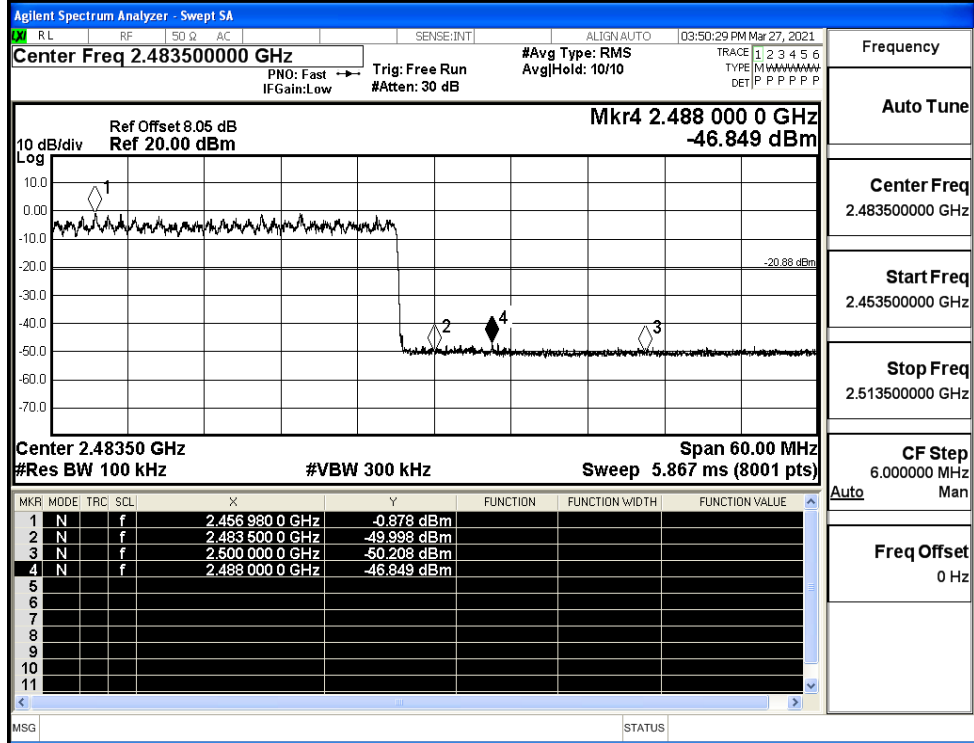 Agilent Spectrum Analyzer - Swept SA
LXI RL RF 50 Ω AC SENSE:INT ALIGNAUTO 03:50:29 PM Mar 27, 2021
Center Freq 2.483500000 GHz
PNO: Fast
IFGain:Low
Trig: Free Run
#Atten: 30 dB
#Avg Type: RMS
Avg|Hold: 10/10
TRACE 1 2 3 4 5 6
TYPE M W W W W W
DET P P P P P P
Mkr4 2.488 000 0 GHz
-46.849 dBm
Ref Offset 8.05 dB
10 dB/div Ref 20.00 dBm
Log
10.0
0.00
-10.0
-20.0
-30.0
-40.0
-50.0
-60.0
-70.0
1
2
4
3
-20.88 dBm
Center 2.48350 GHz Span 60.00 MHz
#Res BW 100 kHz #VBW 300 kHz Sweep 5.867 ms (8001 pts)
MKR MODE TRC SCL X Y FUNCTION FUNCTION WIDTH FUNCTION VALUE
1 N f 2.456 980 0 GHz -0.878 dBm
2 N f 2.483 500 0 GHz -49.998 dBm
3 N f 2.500 000 0 GHz -50.208 dBm
4 N f 2.488 000 0 GHz -46.849 dBm
5
6
7
8
9
10
11
MSG STATUS
Frequency
Auto Tune
Center Freq
2.483500000 GHz
Start Freq
2.453500000 GHz
Stop Freq
2.513500000 GHz
CF Step
6.000000 MHz
Auto Man
Freq Offset
0 Hz